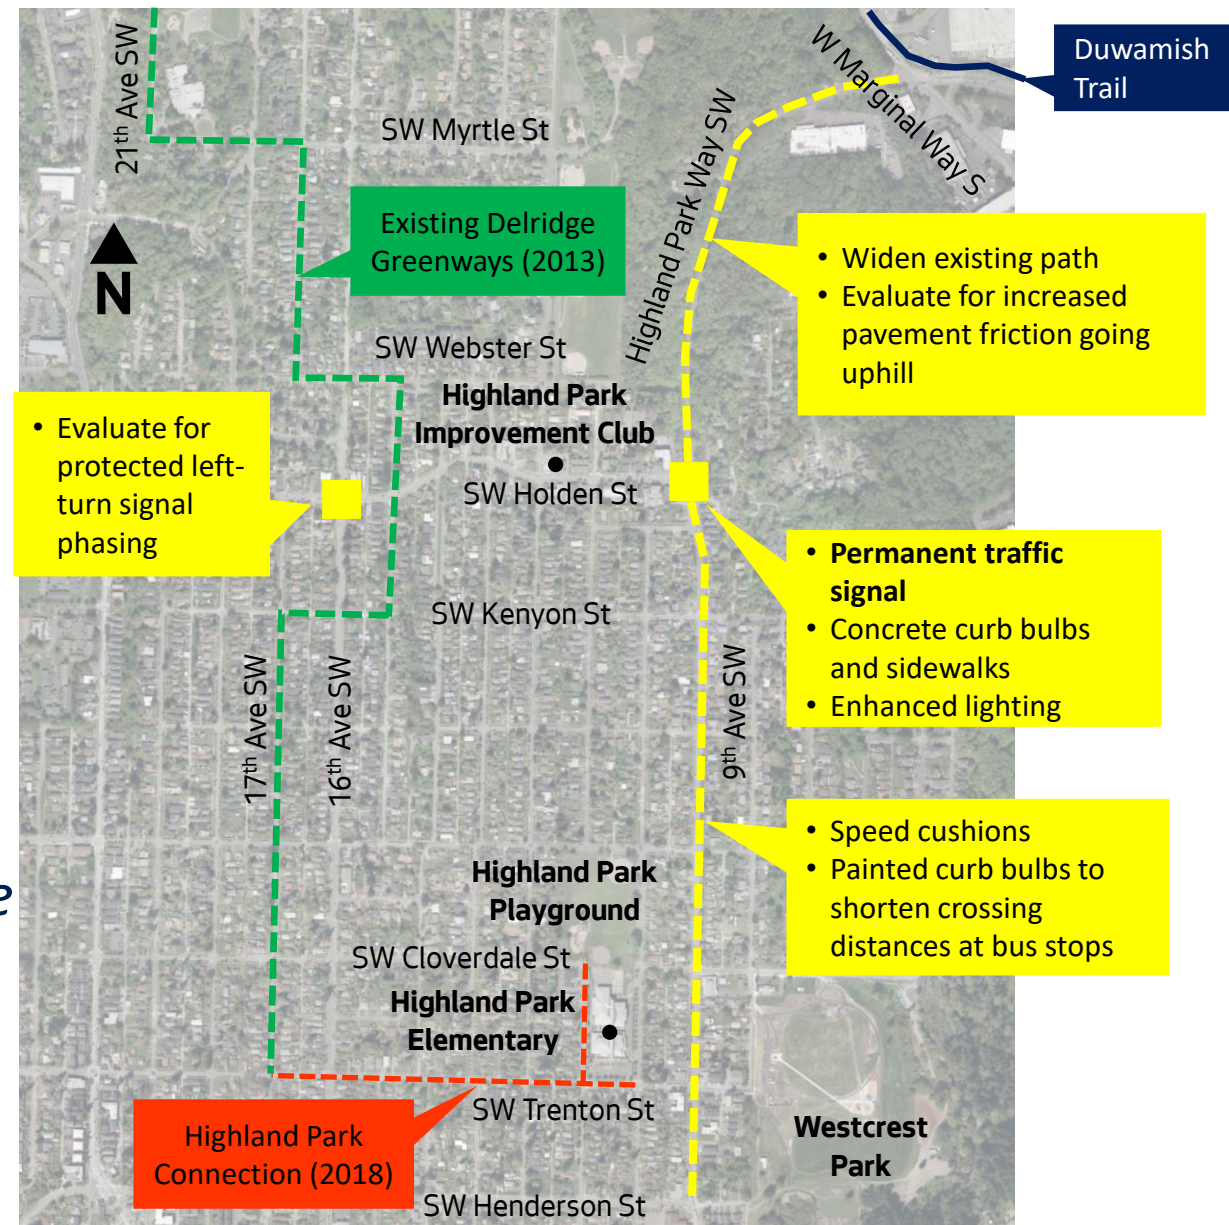 Duwamish
Trail
W Marginal Way S
21th Ave SW
SW Myrtle St
Highland Park Way SW
Existing Delridge
Greenways (2013)
• Widen existing path
• Evaluate for increased
pavement friction going
uphill
N
SW Webster St
Highland Park
Improvement Club
• Evaluate for
protected left-
turn signal
phasing
SW Holden St
• Permanent traffic
signal
• Concrete curb bulbs
and sidewalks
• Enhanced lighting
SW Kenyon St
17th Ave SW
16th Ave SW
9th Ave SW
• Speed cushions
• Painted curb bulbs to
shorten crossing
distances at bus stops
Highland Park
Playground
e
SW Cloverdale St
Highland Park
Elementary
SW Trenton St
Highland Park
Connection (2018)
Westcrest
Park
SW Henderson St